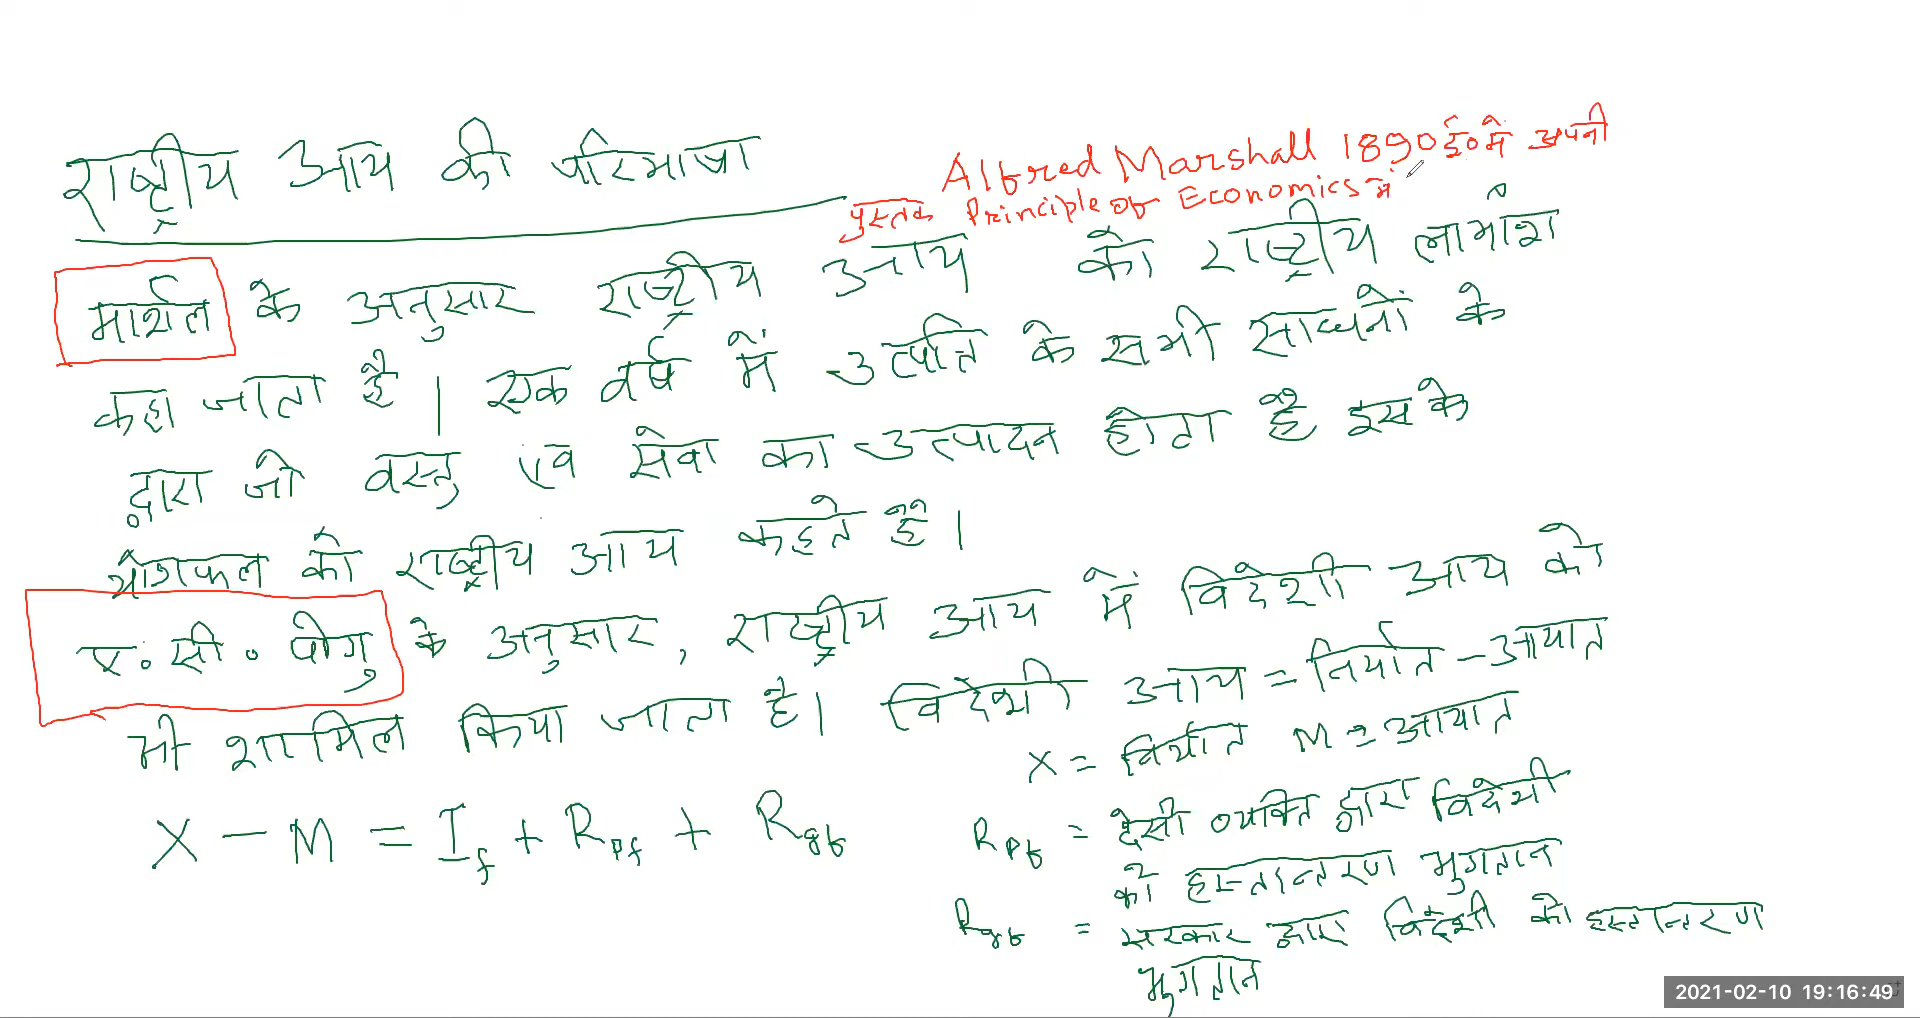 राष्ट्रीय आय की परिभाषा
Alfred Marshall 1890 ई० में अपनी
पुस्तक Principle of Economics में
मार्शल के अनुसार राष्ट्रीय आय को राष्ट्रीय लाभांश
कहा जाता है। एक वर्ष में उत्पत्ति के सभी साधनों के
द्वारा जो वस्तु एवं सेवा का उत्पादन होता है इसके
योगफल को राष्ट्रीय आय कहते हैं।
ए. सी. पीगु के अनुसार, राष्ट्रीय आय में विदेशी आय को
भी शामिल किया जाता है। विदेशी आय = निर्यात - आयात
X = निर्यात M = आयात
X - M = If + Rpf + Rgf
Rpf = देसी व्यक्ति द्वारा विदेशी
को हस्तान्तरण भुगतान
Rgf = सरकार द्वारा विदेशी को हस्तान्तरण
भुगतान
2021-02-10 19:16:49